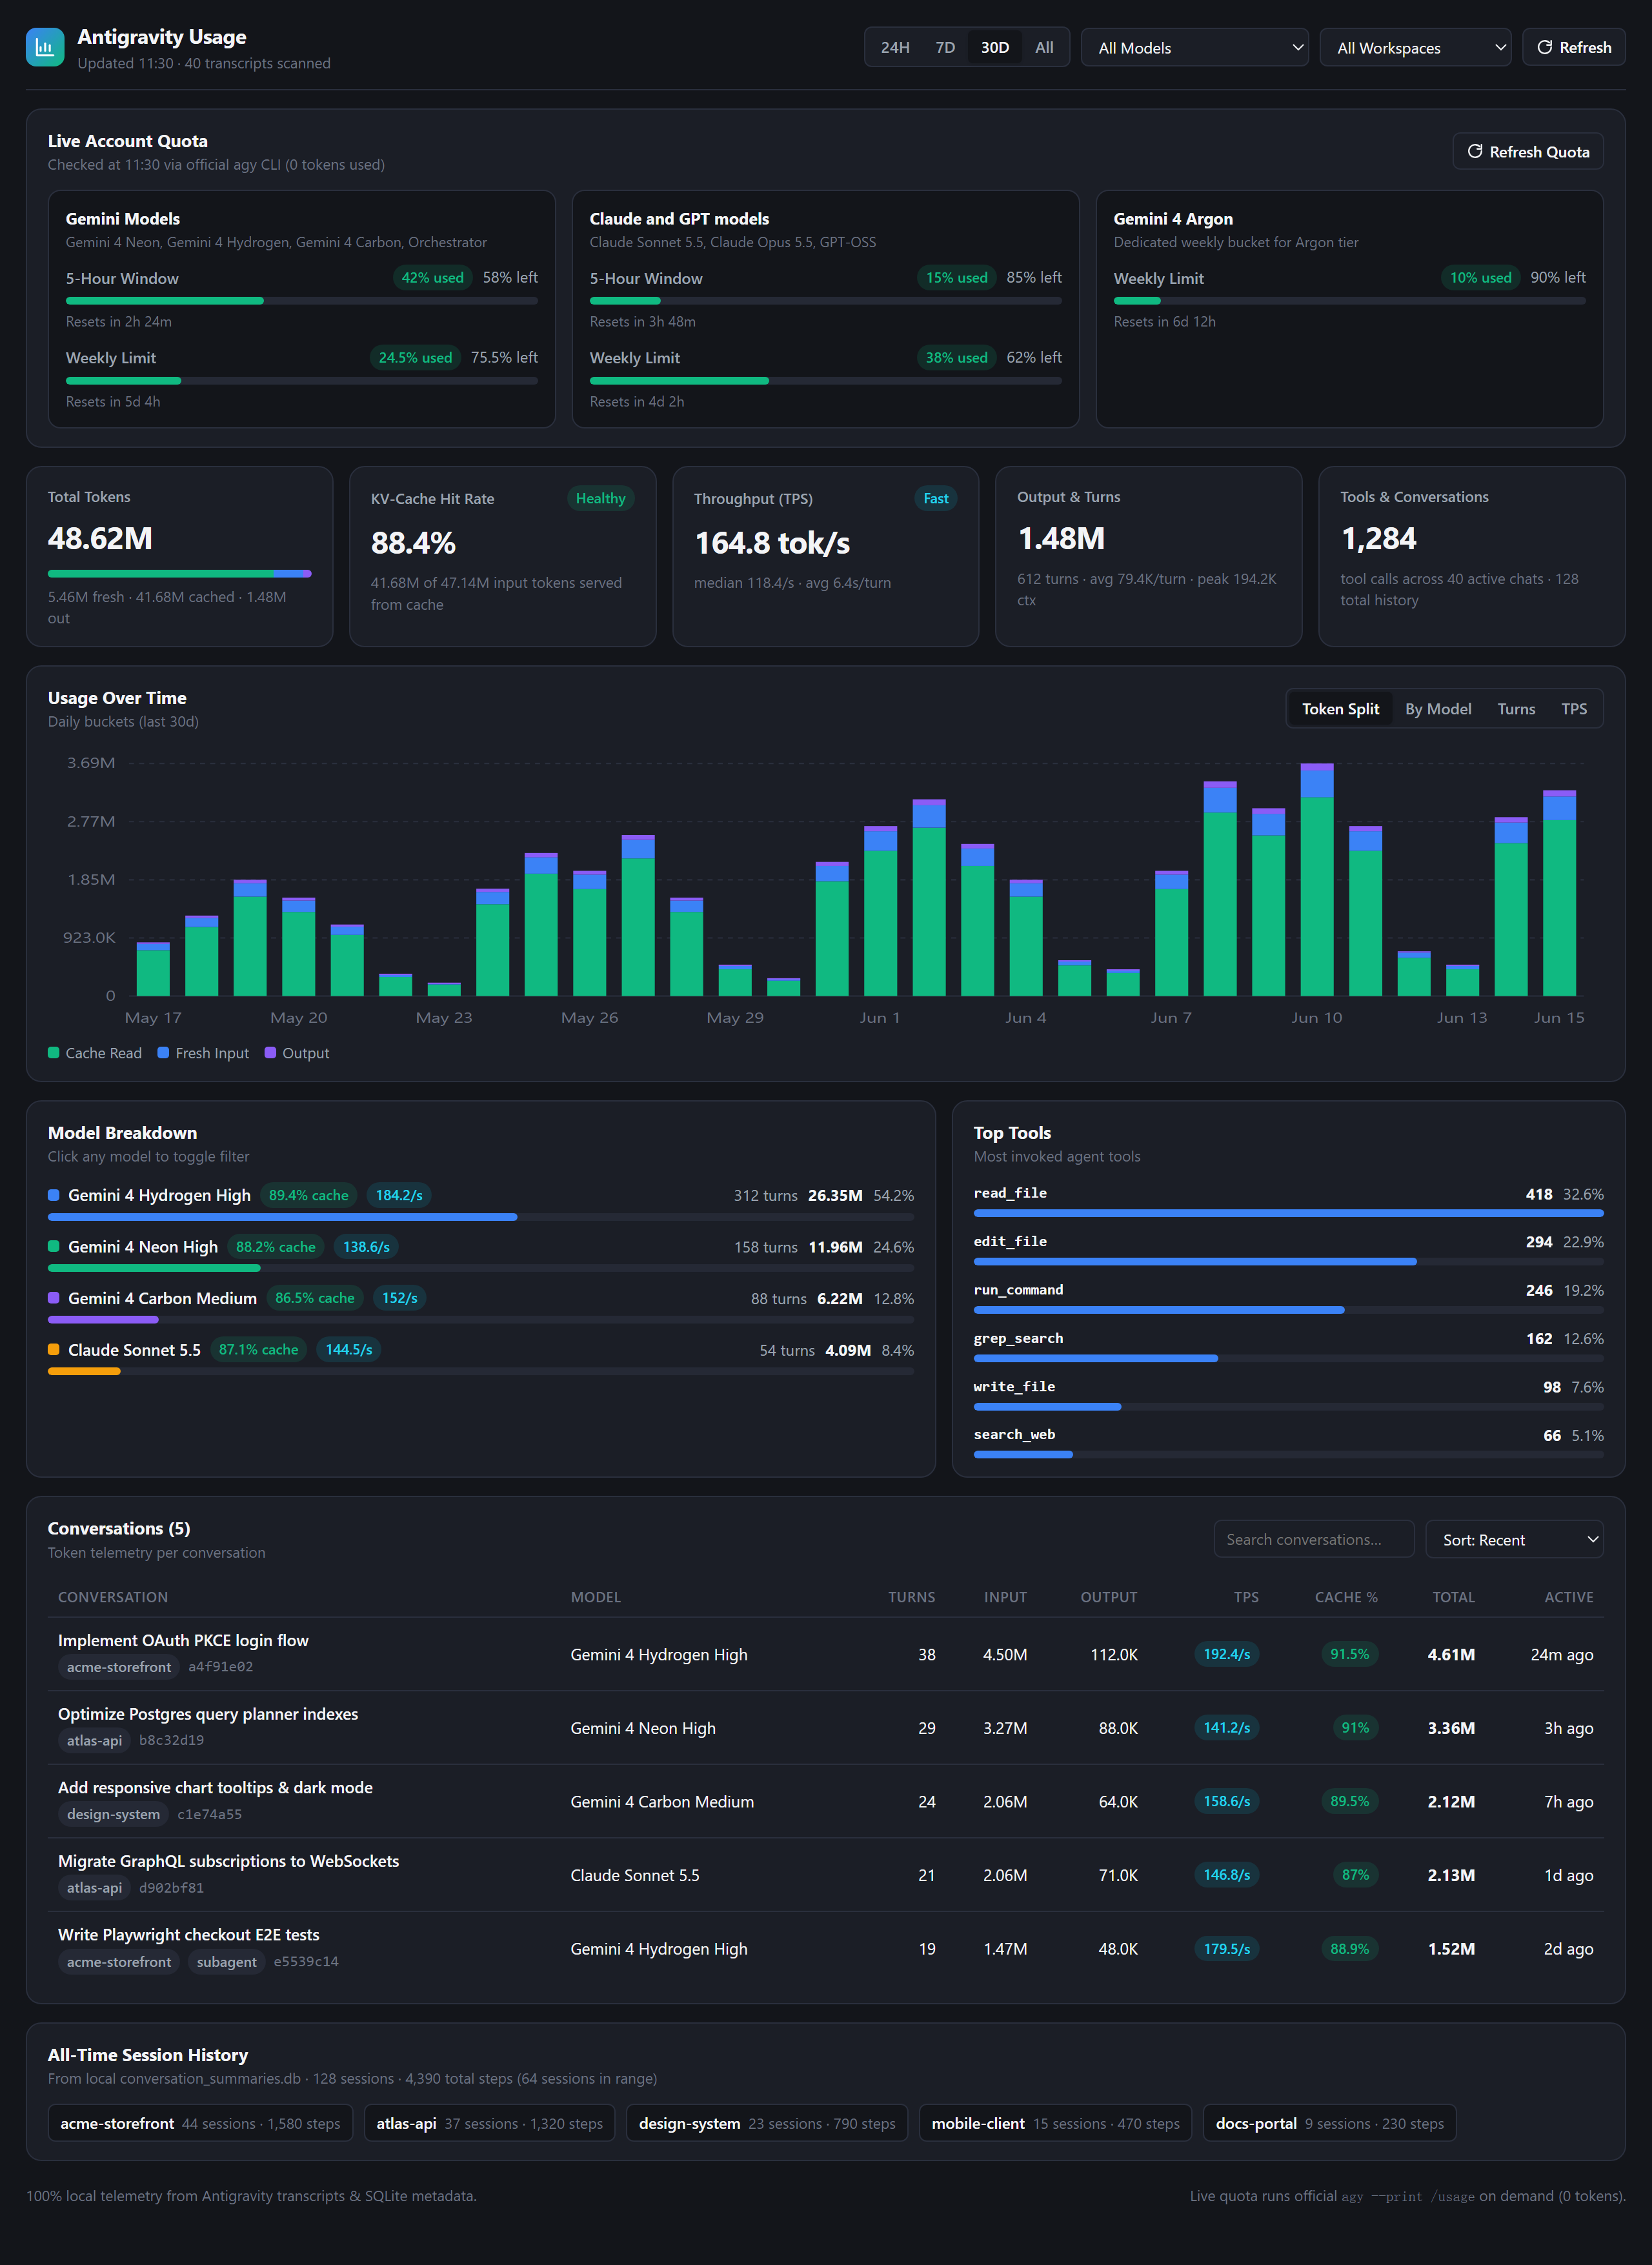 Antigravity Usage
Updated 11:30 · 40 transcripts scanned
24H 7D 30D All
All Models
All Workspaces
Refresh
Live Account Quota
Checked at 11:30 via official agy CLI (0 tokens used)
Refresh Quota
Gemini Models
Gemini 4 Neon, Gemini 4 Hydrogen, Gemini 4 Carbon, Orchestrator
5-Hour Window 42% used 58% left
Resets in 2h 24m
Weekly Limit 24.5% used 75.5% left
Resets in 5d 4h
Claude and GPT models
Claude Sonnet 5.5, Claude Opus 5.5, GPT-OSS
5-Hour Window 15% used 85% left
Resets in 3h 48m
Weekly Limit 38% used 62% left
Resets in 4d 2h
Gemini 4 Argon
Dedicated weekly bucket for Argon tier
Weekly Limit 10% used 90% left
Resets in 6d 12h
Total Tokens
48.62M
5.46M fresh · 41.68M cached · 1.48M
out
KV-Cache Hit Rate Healthy
88.4%
41.68M of 47.14M input tokens served
from cache
Throughput (TPS) Fast
164.8 tok/s
median 118.4/s · avg 6.4s/turn
Output & Turns
1.48M
612 turns · avg 79.4K/turn · peak 194.2K
ctx
Tools & Conversations
1,284
tool calls across 40 active chats · 128
total history
Usage Over Time
Daily buckets (last 30d)
Token Split By Model Turns TPS
3.69M
2.77M
1.85M
923.0K
0
May 17 May 20 May 23 May 26 May 29 Jun 1 Jun 4 Jun 7 Jun 10 Jun 13 Jun 15
Cache Read Fresh Input Output
Model Breakdown
Click any model to toggle filter
Gemini 4 Hydrogen High 89.4% cache 184.2/s 312 turns 26.35M 54.2%
Gemini 4 Neon High 88.2% cache 138.6/s 158 turns 11.96M 24.6%
Gemini 4 Carbon Medium 86.5% cache 152/s 88 turns 6.22M 12.8%
Claude Sonnet 5.5 87.1% cache 144.5/s 54 turns 4.09M 8.4%
Top Tools
Most invoked agent tools
read_file 418 32.6%
edit_file 294 22.9%
run_command 246 19.2%
grep_search 162 12.6%
write_file 98 7.6%
search_web 66 5.1%
Conversations (5)
Token telemetry per conversation
Search conversations...
Sort: Recent
CONVERSATION MODEL TURNS INPUT OUTPUT TPS CACHE % TOTAL ACTIVE
Implement OAuth PKCE login flow
acme-storefront a4f91e02
Gemini 4 Hydrogen High 38 4.50M 112.0K 192.4/s 91.5% 4.61M 24m ago
Optimize Postgres query planner indexes
atlas-api b8c32d19
Gemini 4 Neon High 29 3.27M 88.0K 141.2/s 91% 3.36M 3h ago
Add responsive chart tooltips & dark mode
design-system c1e74a55
Gemini 4 Carbon Medium 24 2.06M 64.0K 158.6/s 89.5% 2.12M 7h ago
Migrate GraphQL subscriptions to WebSockets
atlas-api d902bf81
Claude Sonnet 5.5 21 2.06M 71.0K 146.8/s 87% 2.13M 1d ago
Write Playwright checkout E2E tests
acme-storefront subagent e5539c14
Gemini 4 Hydrogen High 19 1.47M 48.0K 179.5/s 88.9% 1.52M 2d ago
All-Time Session History
From local conversation_summaries.db · 128 sessions · 4,390 total steps (64 sessions in range)
acme-storefront 44 sessions · 1,580 steps
atlas-api 37 sessions · 1,320 steps
design-system 23 sessions · 790 steps
mobile-client 15 sessions · 470 steps
docs-portal 9 sessions · 230 steps
100% local telemetry from Antigravity transcripts & SQLite metadata.
Live quota runs official agy --print /usage on demand (0 tokens).